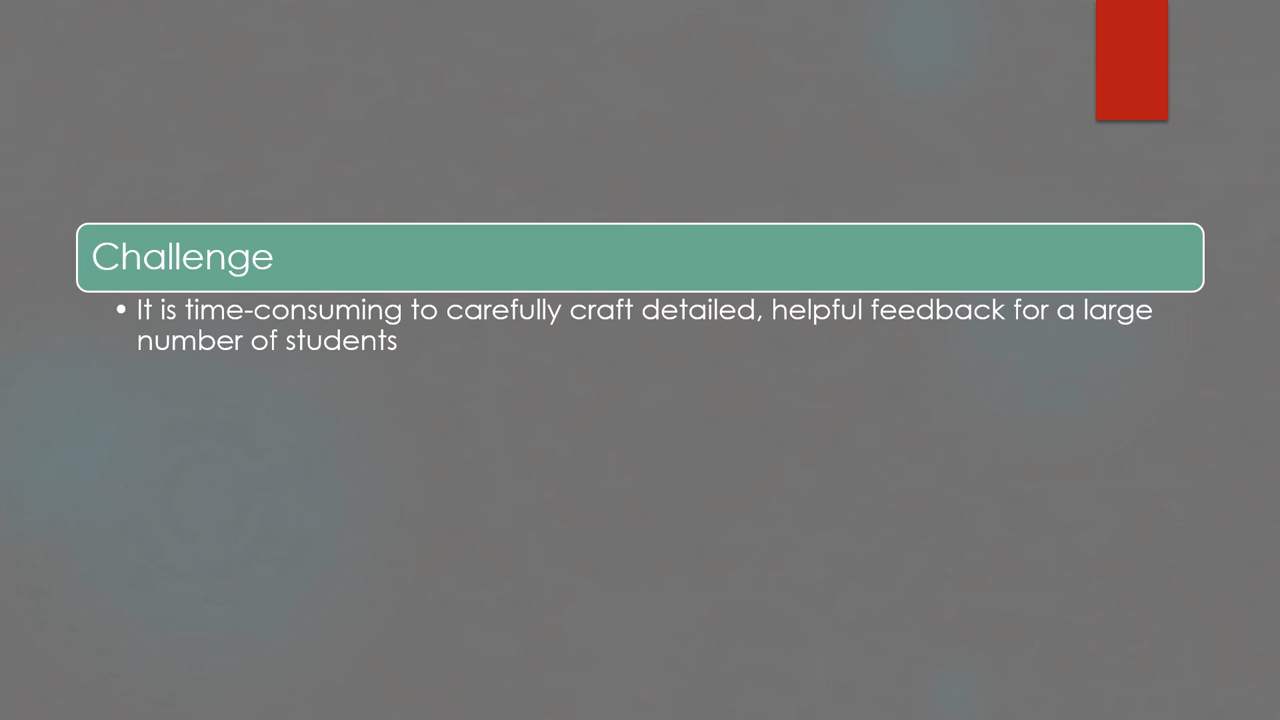 Challenge
• It is time-consuming to carefully craft detailed, helpful feedback for a large
number of students